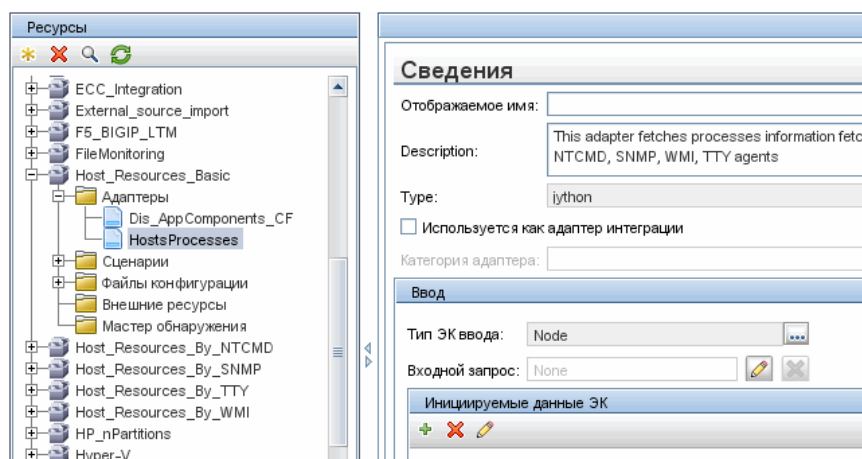 Ресурсы
ECC_Integration
External_source_import
F5_BIGIP_LTM
FileMonitoring
Host_Resources_Basic
Адаптеры
Dis_AppComponents_CF
HostsProcesses
Сценарии
Файлы конфигурации
Внешние ресурсы
Мастер обнаружения
Host_Resources_By_NTCMD
Host_Resources_By_SNMP
Host_Resources_By_TTY
Host_Resources_By_WMI
HP_nPartitions
Hyper-V
Сведения
Отображаемое имя:
Description:
This adapter fetches processes information fetc
NTCMD, SNMP, WMI, TTY agents
Type:
jython
Используется как адаптер интеграции
Категория адаптера:
Ввод
Тип ЭК ввода:
Node
...
Входной запрос:
None
Инициируемые данные ЭК